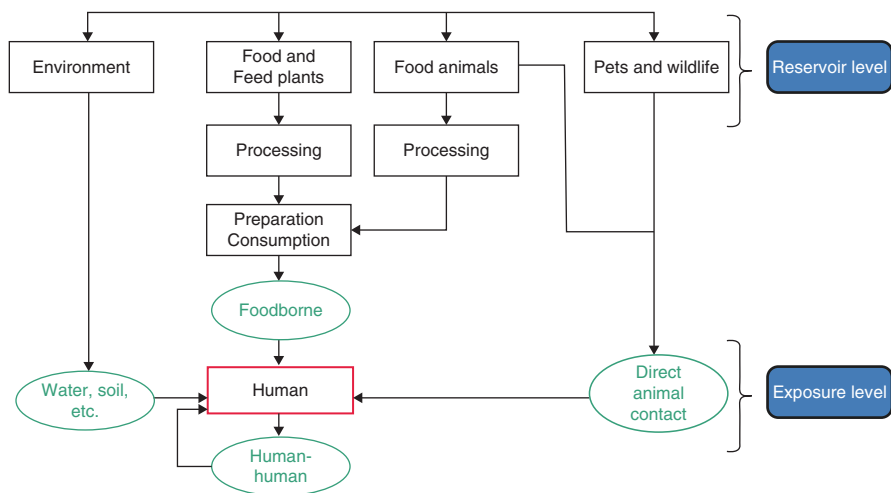 Environment
Food and
Feed plants
Food animals
Pets and wildlife
Reservoir level
Processing
Processing
Preparation
Consumption
Foodborne
Water, soil,
etc.
Human
Direct
animal
contact
Exposure level
Human-
human